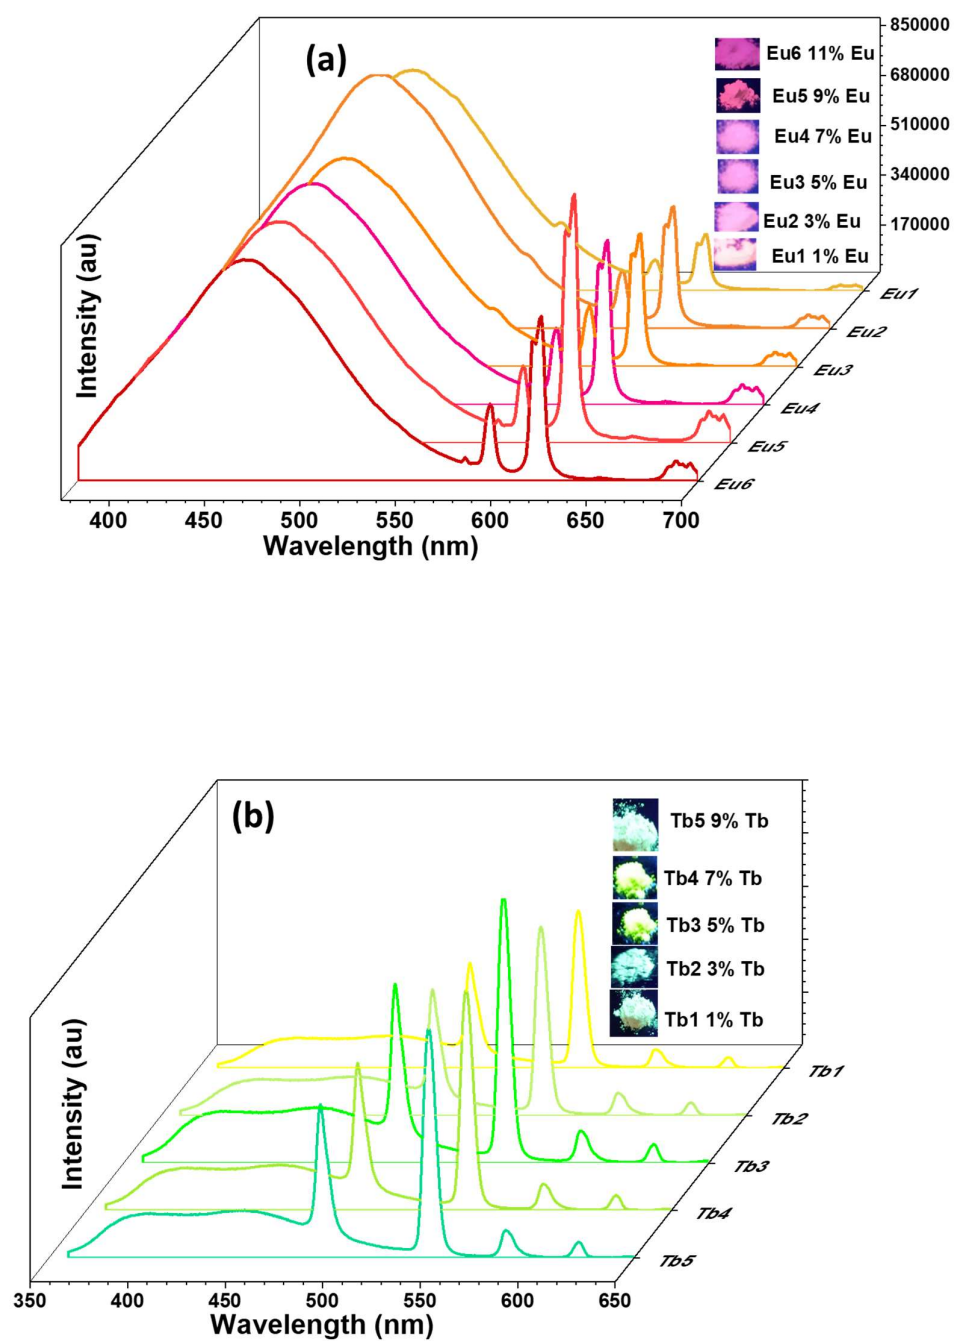 (a)
850000
680000
510000
340000
170000
Eu6 11% Eu
Eu5 9% Eu
Eu4 7% Eu
Eu3 5% Eu
Eu2 3% Eu
Eu1 1% Eu
Intensity (au)
Eu1
Eu2
Eu3
Eu4
Eu5
Eu6
400 450 500 550 600 650 700
Wavelength (nm)
(b)
Tb5 9% Tb
Tb4 7% Tb
Tb3 5% Tb
Tb2 3% Tb
Tb1 1% Tb
Intensity (au)
Tb1
Tb2
Tb3
Tb4
Tb5
350 400 450 500 550 600 650
Wavelength (nm)